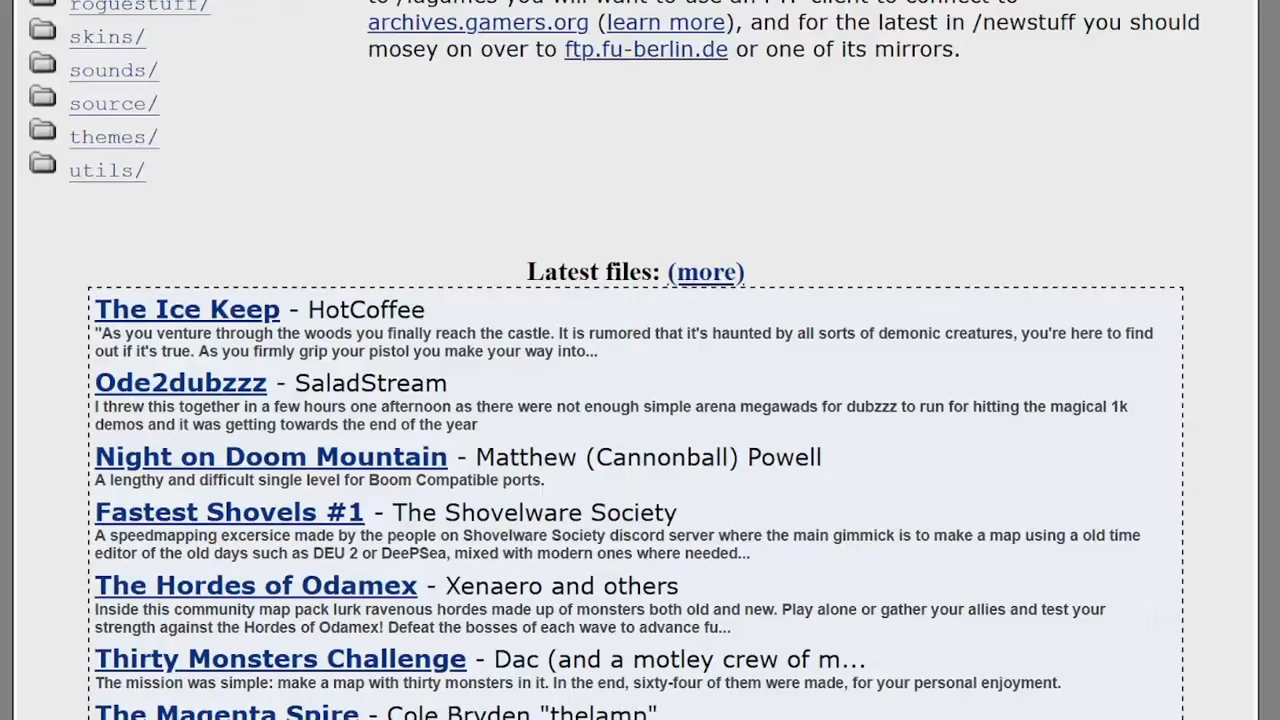 roguestuff/
to /idgames you will want to use an FTP client to connect to
skins/
archives.gamers.org (learn more), and for the latest in /newstuff you should
mosey on over to ftp.fu-berlin.de or one of its mirrors.
sounds/
source/
themes/
utils/
Latest files: (more)
The Ice Keep - HotCoffee
"As you venture through the woods you finally reach the castle. It is rumored that it's haunted by all sorts of demonic creatures, you're here to find
out if it's true. As you firmly grip your pistol you make your way into...
Ode2dubzzz - SaladStream
I threw this together in a few hours one afternoon as there were not enough simple arena megawads for dubzzz to run for hitting the magical 1k
demos and it was getting towards the end of the year
Night on Doom Mountain - Matthew (Cannonball) Powell
A lengthy and difficult single level for Boom Compatible ports.
Fastest Shovels #1 - The Shovelware Society
A speedmapping excersice made by the people on Shovelware Society discord server where the main gimmick is to make a map using a old time
editor of the old days such as DEU 2 or DeePSea, mixed with modern ones where needed...
The Hordes of Odamex - Xenaero and others
Inside this community map pack lurk ravenous hordes made up of monsters both old and new. Play alone or gather your allies and test your
strength against the Hordes of Odamex! Defeat the bosses of each wave to advance fu...
Thirty Monsters Challenge - Dac (and a motley crew of m...
The mission was simple: make a map with thirty monsters in it. In the end, sixty-four of them were made, for your personal enjoyment.
The Magenta Spire - Cole Bryden "thelamp"